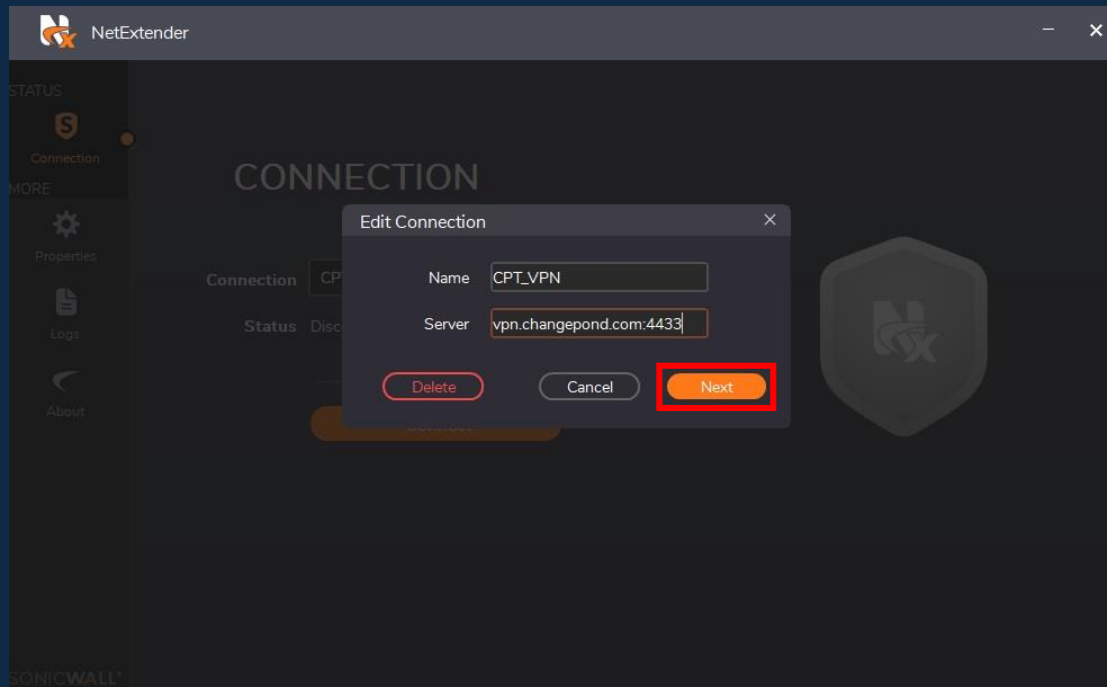 NetExtender
STATUS
Connection
MORE
Properties
Logs
About
SONICWALL
CONNECTION
Connection CP
Status Disc
Edit Connection
Name CPT_VPN
Server vpn.changepond.com:4433
Delete Cancel Next